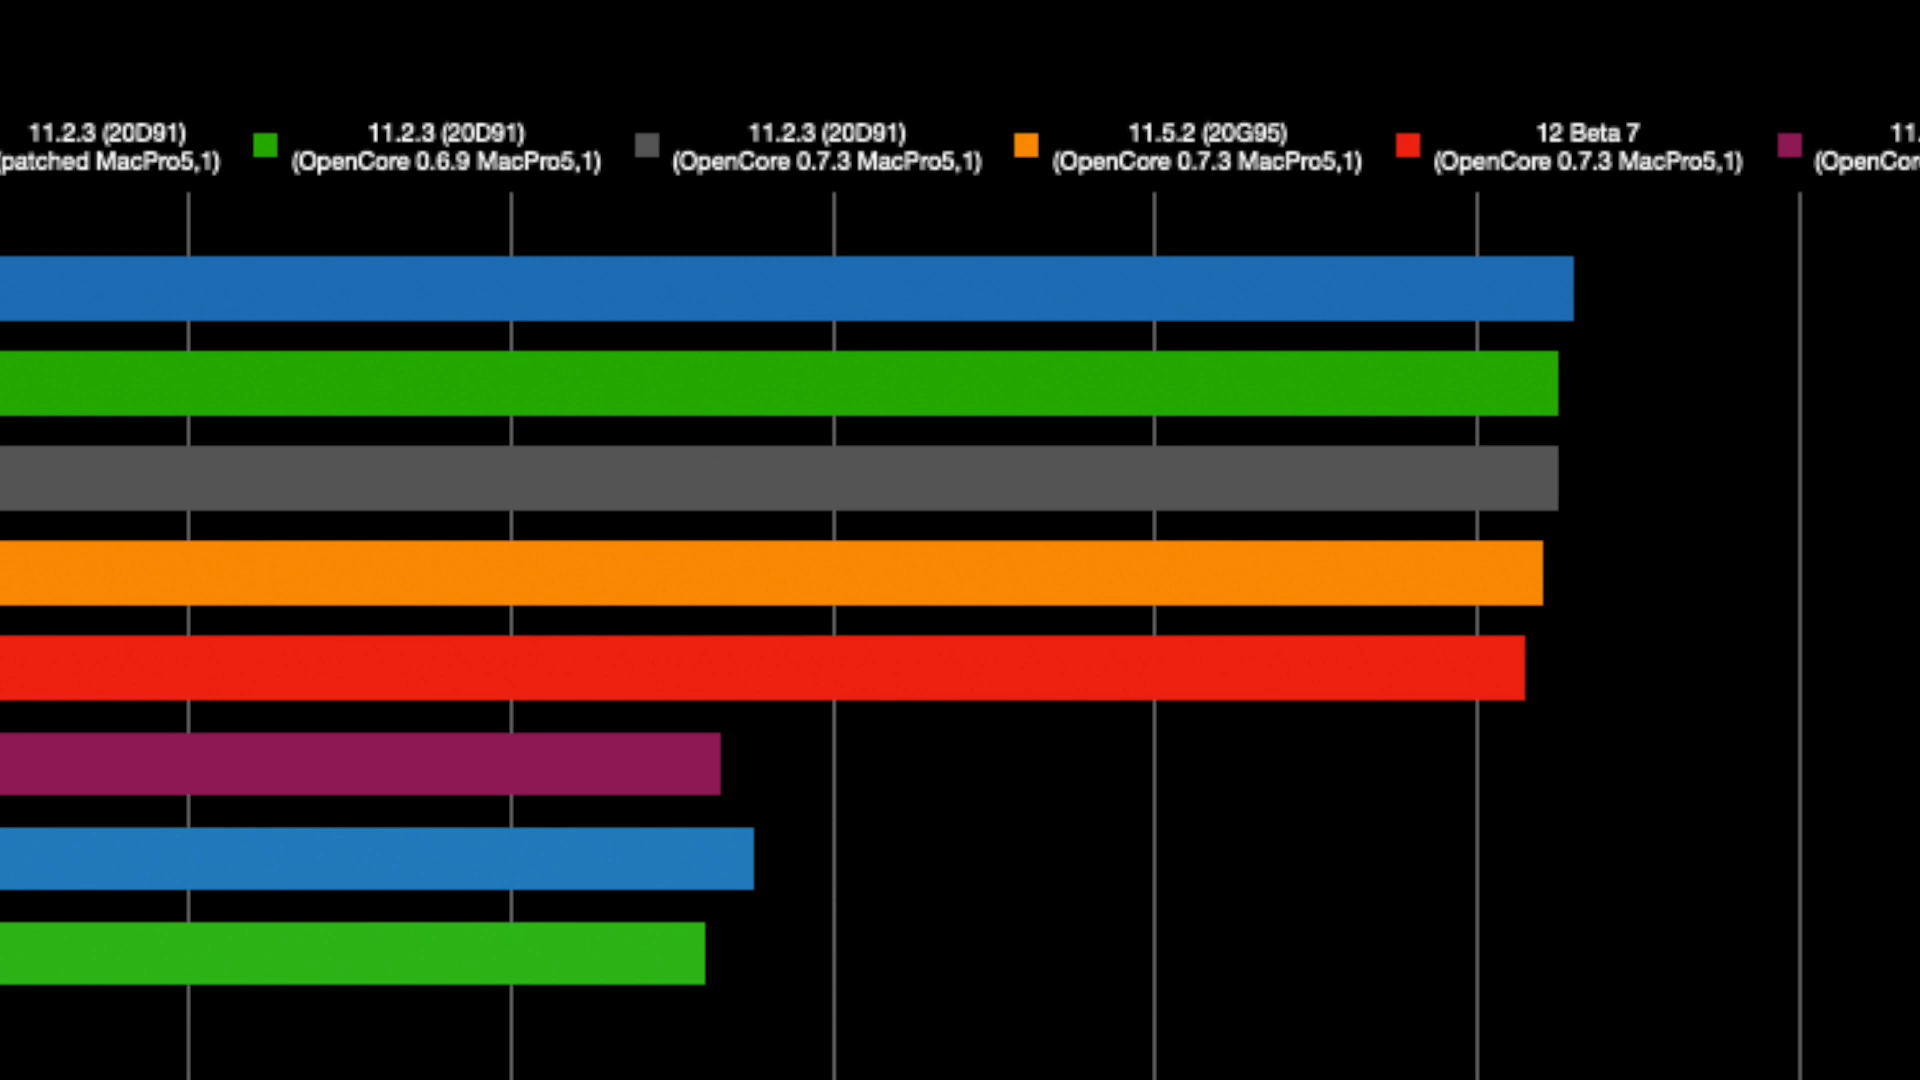 11.2.3 (20D91)
(patched MacPro5,1)
11.2.3 (20D91)
(OpenCore 0.6.9 MacPro5,1)
11.2.3 (20D91)
(OpenCore 0.7.3 MacPro5,1)
11.5.2 (20G95)
(OpenCore 0.7.3 MacPro5,1)
12 Beta 7
(OpenCore 0.7.3 MacPro5,1)
11.
(OpenCor